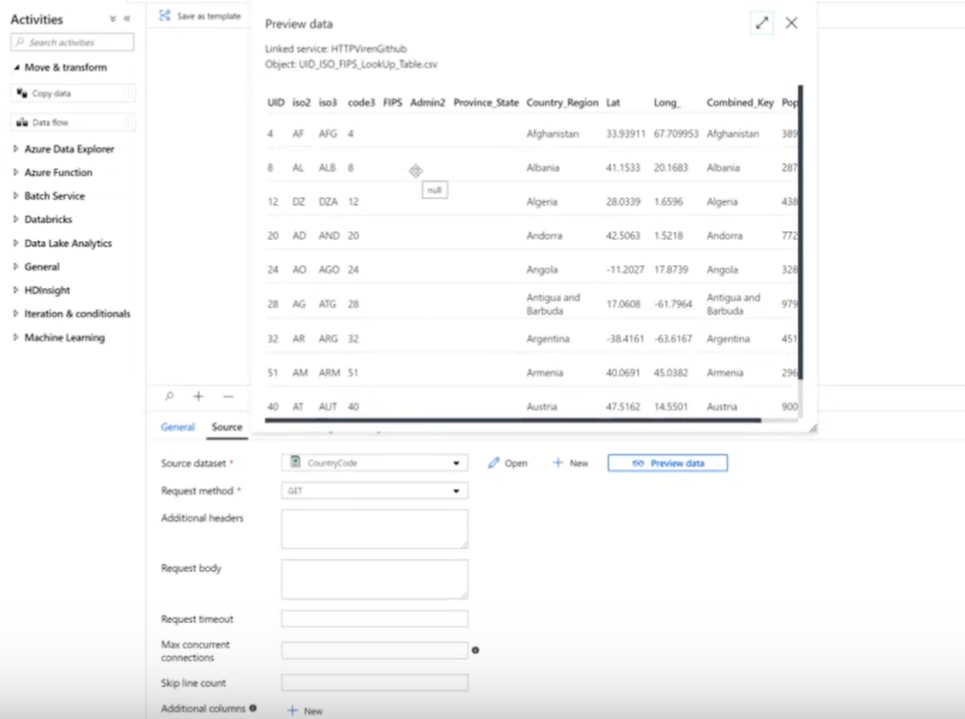 Activities
Search activities
Move & transform
Copy data
Data flow
Azure Data Explorer
Azure Function
Batch Service
Databricks
Data Lake Analytics
General
HDInsight
Iteration & conditionals
Machine Learning
Save as template
Preview data
Linked service: HTTPVirenGithub
Object: UID_ISO_FIPS_LookUp_Table.csv
UID iso2 iso3 code3 FIPS Admin2 Province_State Country_Region Lat Long_ Combined_Key Pop
4 AF AFG 4 Afghanistan 33.93911 67.709953 Afghanistan 389
8 AL ALB 8 Albania 41.1533 20.1683 Albania 287
null
12 DZ DZA 12 Algeria 28.0339 1.6596 Algeria 438
20 AD AND 20 Andorra 42.5063 1.5218 Andorra 772
24 AO AGO 24 Angola -11.2027 17.8739 Angola 328
28 AG ATG 28 Antigua and Barbuda 17.0608 -61.7964 Antigua and Barbuda 979
32 AR ARG 32 Argentina -38.4161 -63.6167 Argentina 451
51 AM ARM 51 Armenia 40.0691 45.0382 Armenia 296
40 AT AUT 40 Austria 47.5162 14.5501 Austria 900
General Source
Source dataset * CountryCode Open + New Preview data
Request method * GET
Additional headers
Request body
Request timeout
Max concurrent
connections
Skip line count
Additional columns + New